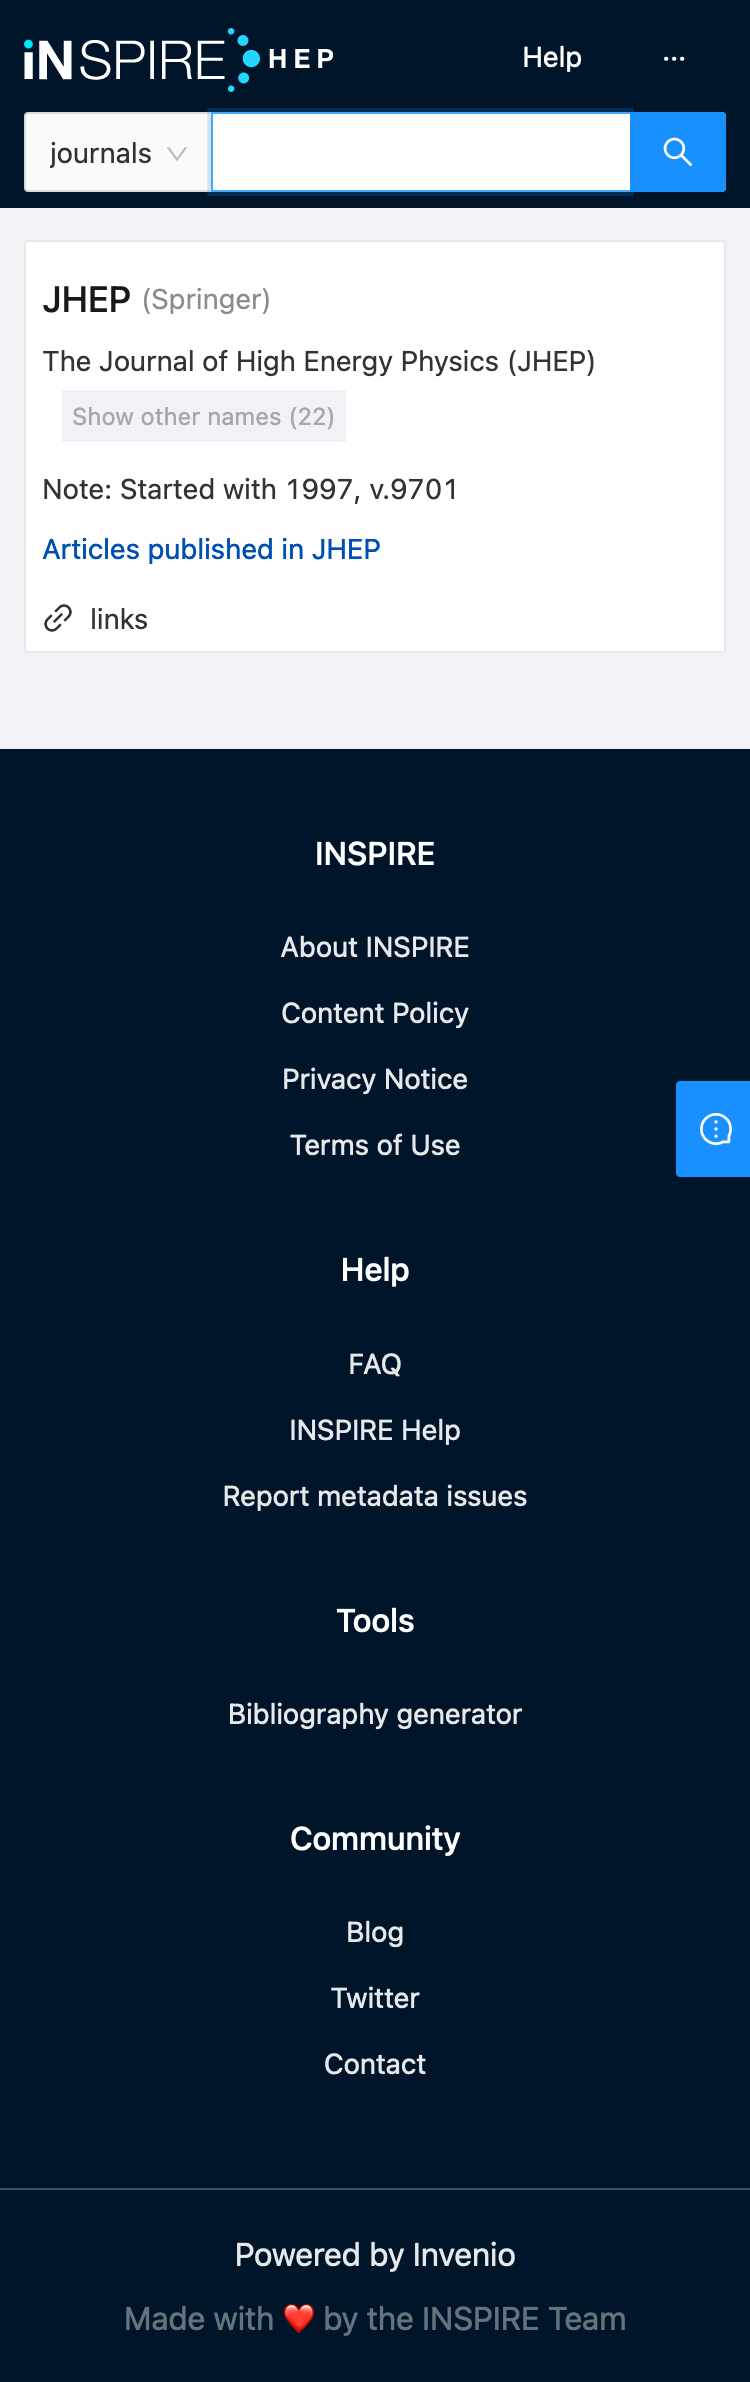 iNSPIRE HEP
Help
···
journals
JHEP (Springer)
The Journal of High Energy Physics (JHEP)
Show other names (22)
Note: Started with 1997, v.9701
Articles published in JHEP
links
INSPIRE
About INSPIRE
Content Policy
Privacy Notice
Terms of Use
Help
FAQ
INSPIRE Help
Report metadata issues
Tools
Bibliography generator
Community
Blog
Twitter
Contact
Powered by Invenio
Made with ❤️ by the INSPIRE Team